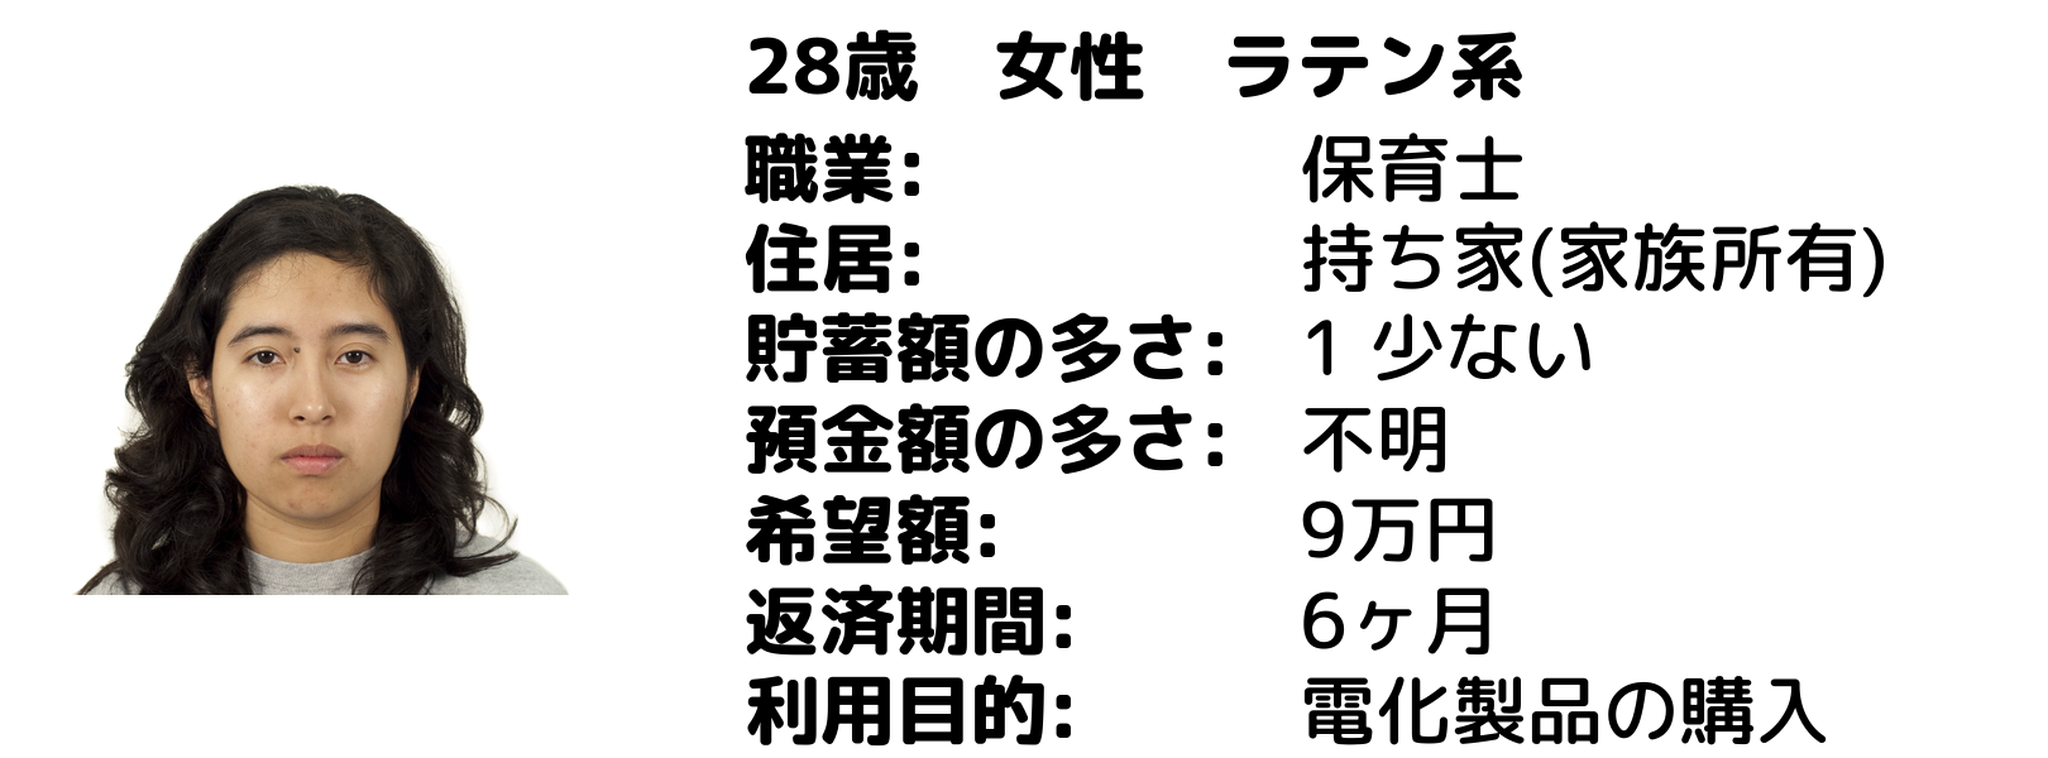 28歳　女性　ラテン系
職業: 保育士
住居: 持ち家(家族所有)
貯蓄額の多さ: 1 少ない
預金額の多さ: 不明
希望額: 9万円
返済期間: 6ヶ月
利用目的: 電化製品の購入